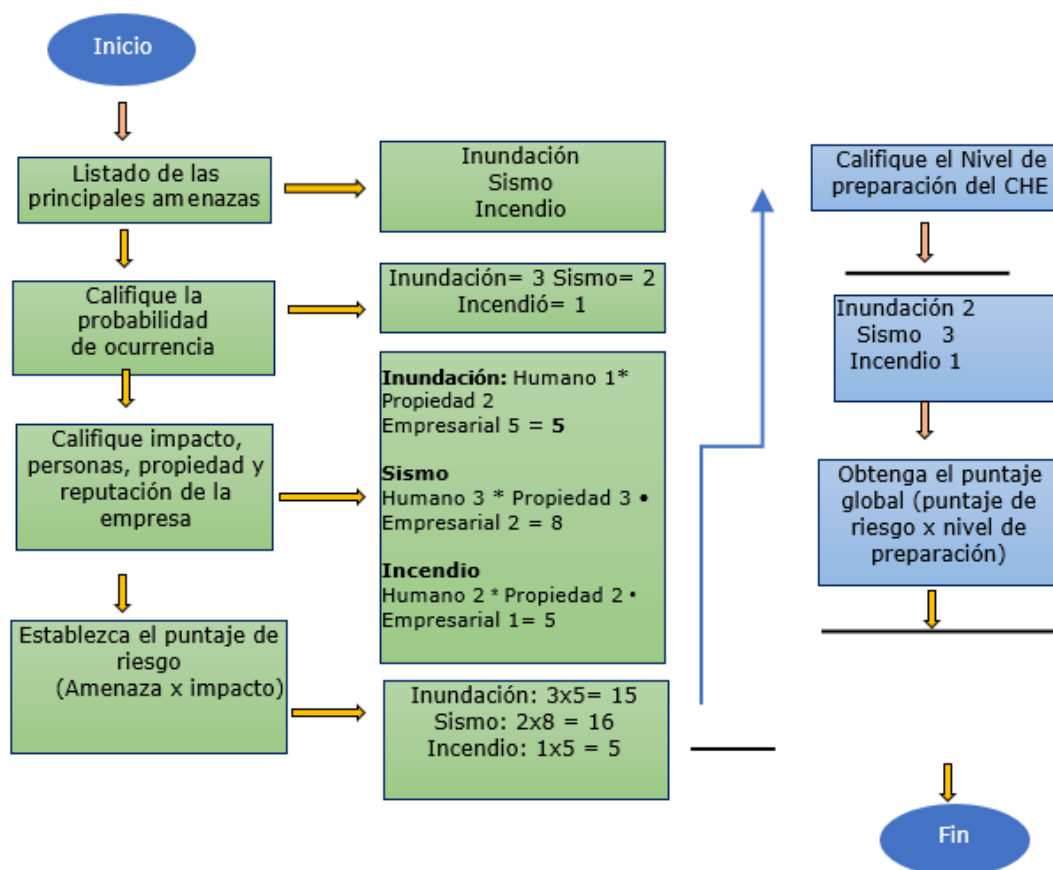 Inicio
Listado de las
principales amenazas
Inundación
Sismo
Incendio
Califique la
probabilidad
de ocurrencia
Inundación= 3 Sismo= 2
Incendió= 1
Califique impacto,
personas, propiedad y
reputación de la
empresa
Inundación: Humano 1*
Propiedad 2
Empresarial 5 = 5
Sismo
Humano 3 * Propiedad 3 •
Empresarial 2 = 8
Incendio
Humano 2 * Propiedad 2 •
Empresarial 1= 5
Establezca el puntaje de
riesgo
(Amenaza x impacto)
Inundación: 3x5= 15
Sismo: 2x8 = 16
Incendio: 1x5 = 5
Califique el Nivel de
preparación del CHE
Inundación 2
Sismo 3
Incendio 1
Obtenga el puntaje
global (puntaje de
riesgo x nivel de
preparación)
Fin